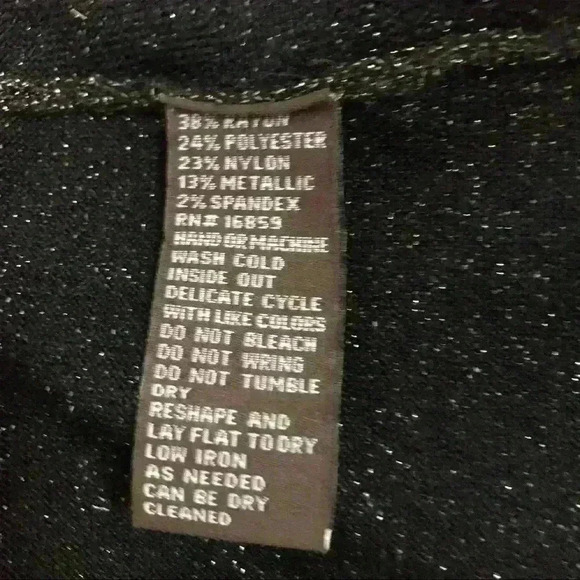 38% RAYON
24% POLYESTER
23% NYLON
13% METALLIC
2% SPANDEX
RN# 16859
HAND OR MACHINE
WASH COLD
INSIDE OUT
DELICATE CYCLE
WITH LIKE COLORS
DO NOT BLEACH
DO NOT WRING
DO NOT TUMBLE
DRY
RESHAPE AND
LAY FLAT TO DRY
LOW IRON
AS NEEDED
CAN BE DRY
CLEANED